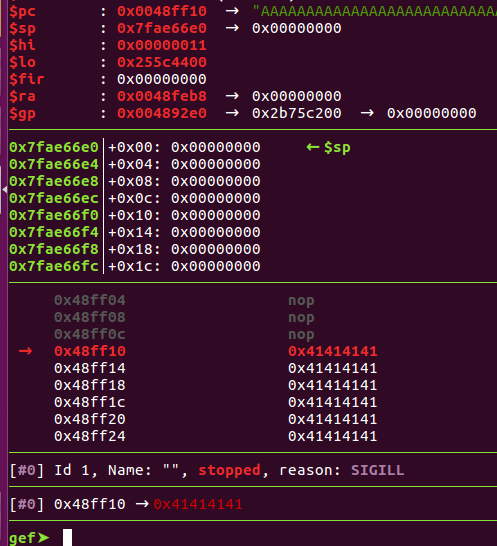 $pc : 0x0048ff10 → "AAAAAAAAAAAAAAAAAAAAAAAAAAA
$sp : 0x7fae66e0 → 0x00000000
$hi : 0x00000011
$lo : 0x255c4400
$fir : 0x00000000
$ra : 0x0048feb8 → 0x00000000
$gp : 0x004892e0 → 0x2b75c200 → 0x00000000
0x7fae66e0│+0x00: 0x00000000 ←$sp
0x7fae66e4│+0x04: 0x00000000
0x7fae66e8│+0x08: 0x00000000
0x7fae66ec│+0x0c: 0x00000000
0x7fae66f0│+0x10: 0x00000000
0x7fae66f4│+0x14: 0x00000000
0x7fae66f8│+0x18: 0x00000000
0x7fae66fc│+0x1c: 0x00000000
0x48ff04 nop
0x48ff08 nop
0x48ff0c nop
→ 0x48ff10 0x41414141
0x48ff14 0x41414141
0x48ff18 0x41414141
0x48ff1c 0x41414141
0x48ff20 0x41414141
0x48ff24 0x41414141
[#0] Id 1, Name: "", stopped, reason: SIGILL
[#0] 0x48ff10 →0x41414141
gef➤